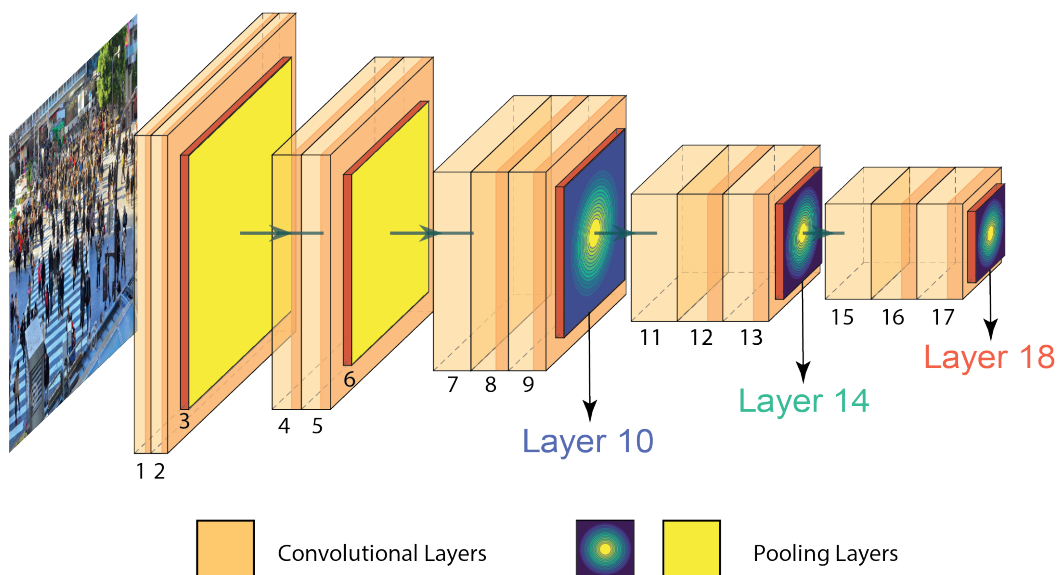 1 2
3
4 5
6
7 8 9
Layer 10
11 12 13
Layer 14
15 16 17
Layer 18
Convolutional Layers
Pooling Layers